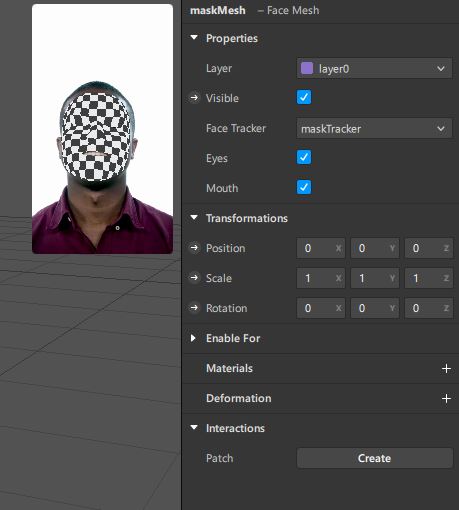 maskMesh – Face Mesh
Properties
Layer layer0
Visible
Face Tracker maskTracker
Eyes
Mouth
Transformations
Position 0 X 0 Y 0 Z
Scale 1 X 1 Y 1 Z
Rotation 0 X 0 Y 0 Z
Enable For
Materials +
Deformation +
Interactions
Patch Create